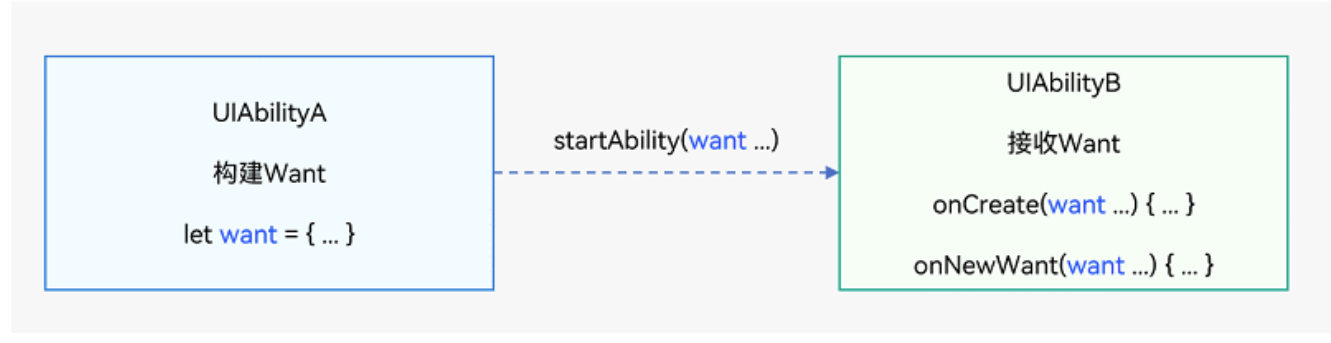 UIAbilityA
构建Want
let want = { ... }
startAbility(want ...)
UIAbilityB
接收Want
onCreate(want ...) { ... }
onNewWant(want ...) { ... }